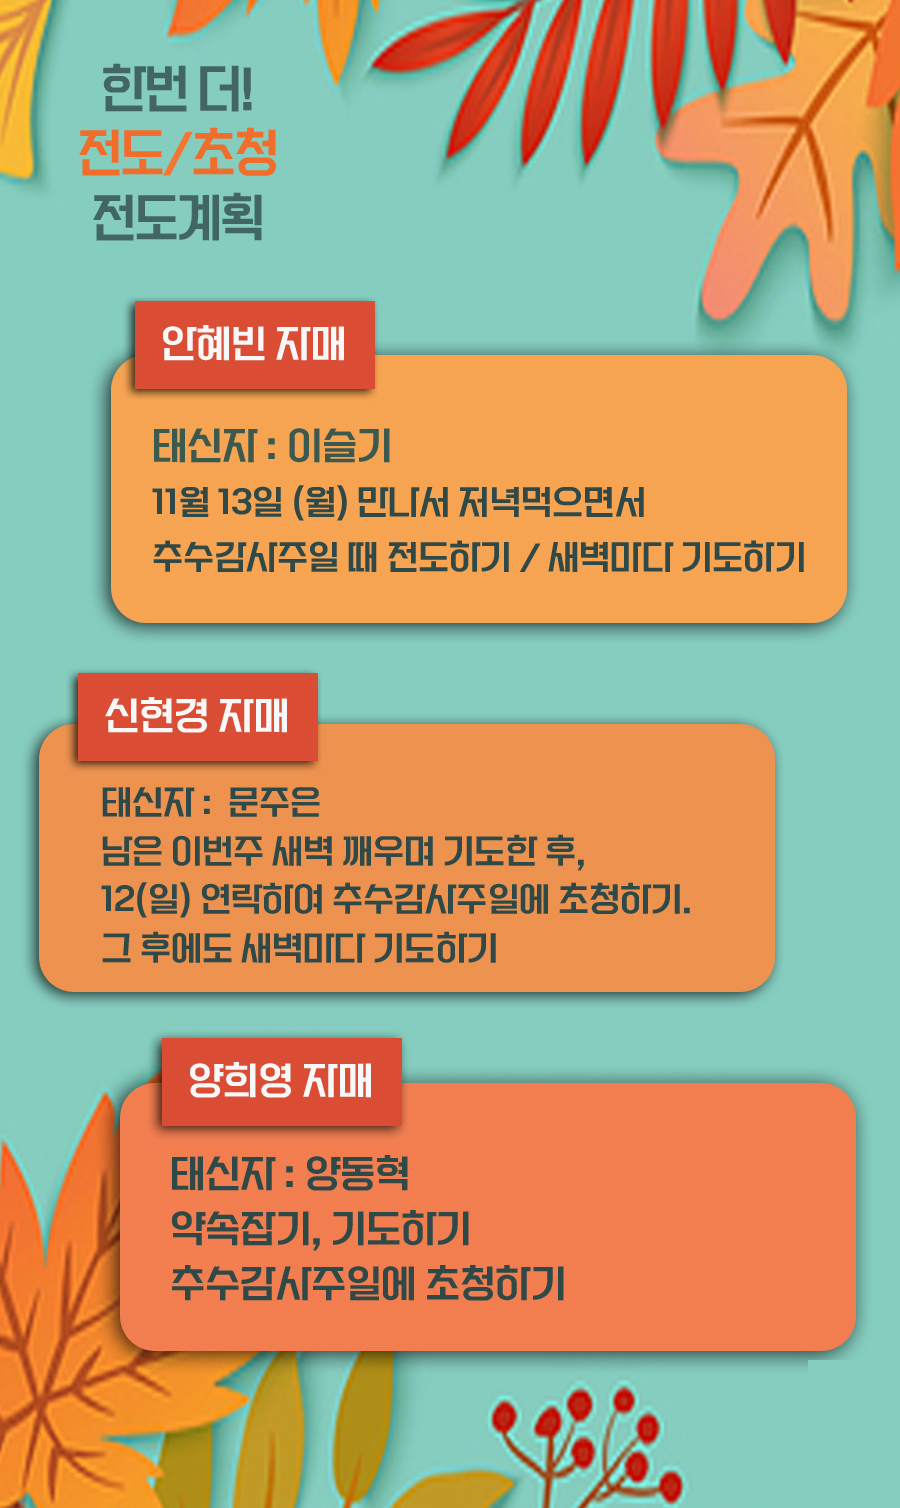 한번 더!
전도/초청
전도계획
안혜빈 자매
태신자 : 이슬기
11월 13일 (월) 만나서 저녁먹으면서
추수감사주일 때 전도하기 / 새벽마다 기도하기
신현경 자매
태신자 : 문주은
남은 이번주 새벽 깨우며 기도한 후,
12(일) 연락하여 추수감사주일에 초청하기.
그 후에도 새벽마다 기도하기
양희영 자매
태신자 : 양동혁
약속잡기, 기도하기
추수감사주일에 초청하기